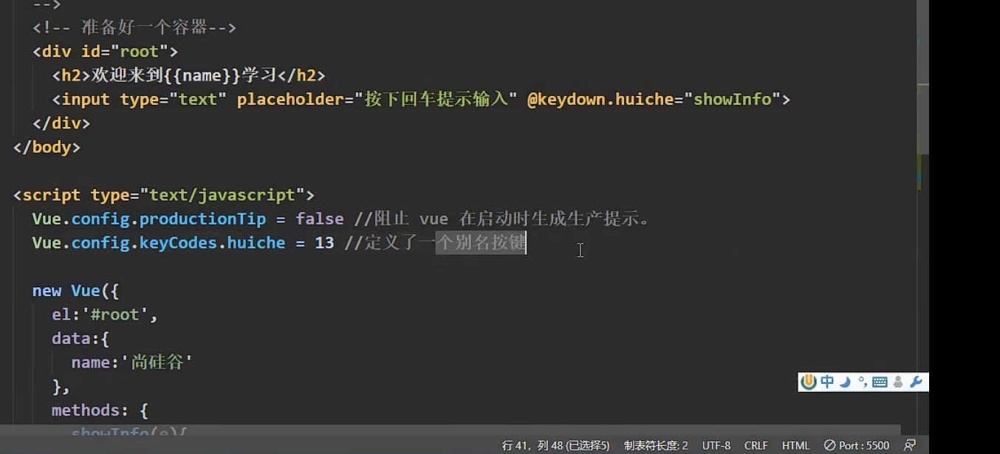 -->
<!-- 准备好一个容器-->
<div id="root">
<h2>欢迎来到{{name}}学习</h2>
<input type="text" placeholder="按下回车提示输入" @keydown.huiche="showInfo">
</div>
</body>
<script type="text/javascript">
Vue.config.productionTip = false //阻止 vue 在启动时生成生产提示。
Vue.config.keyCodes.huiche = 13 //定义了一个别名按键
new Vue({
el:'#root',
data:{
name:'尚硅谷'
},
methods: {
showInfo(e){
中
行 41，列 48 (已选择5) 制表符长度: 2 UTF-8 CRLF HTML Port : 5500